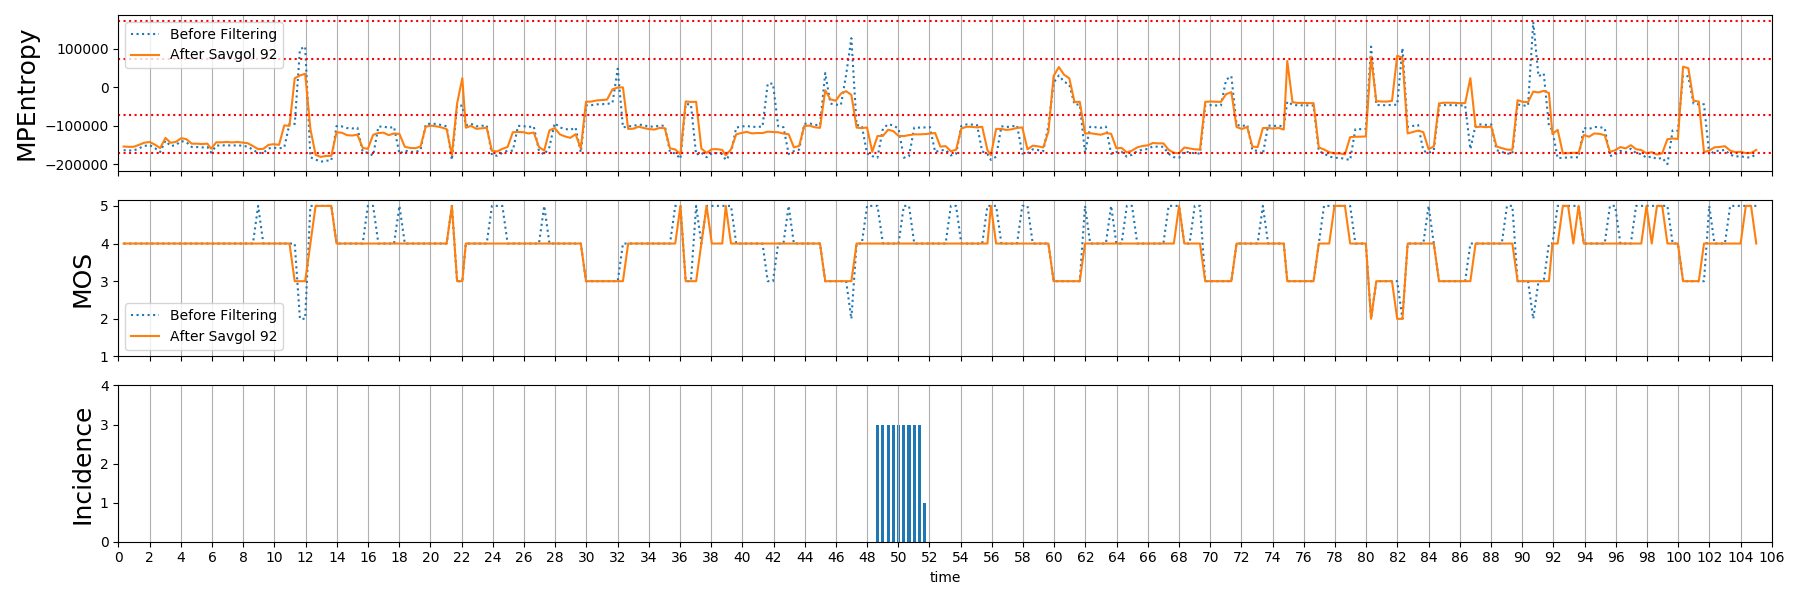 MPEntropy
100000
0
−100000
−200000
Before Filtering
After Savgol 92
MOS
5
4
3
2
1
Before Filtering
After Savgol 92
Incidence
4
3
2
1
0
0 2 4 6 8 10 12 14 16 18 20 22 24 26 28 30 32 34 36 38 40 42 44 46 48 50 52 54 56 58 60 62 64 66 68 70 72 74 76 78 80 82 84 86 88 90 92 94 96 98 100 102 104 106
time